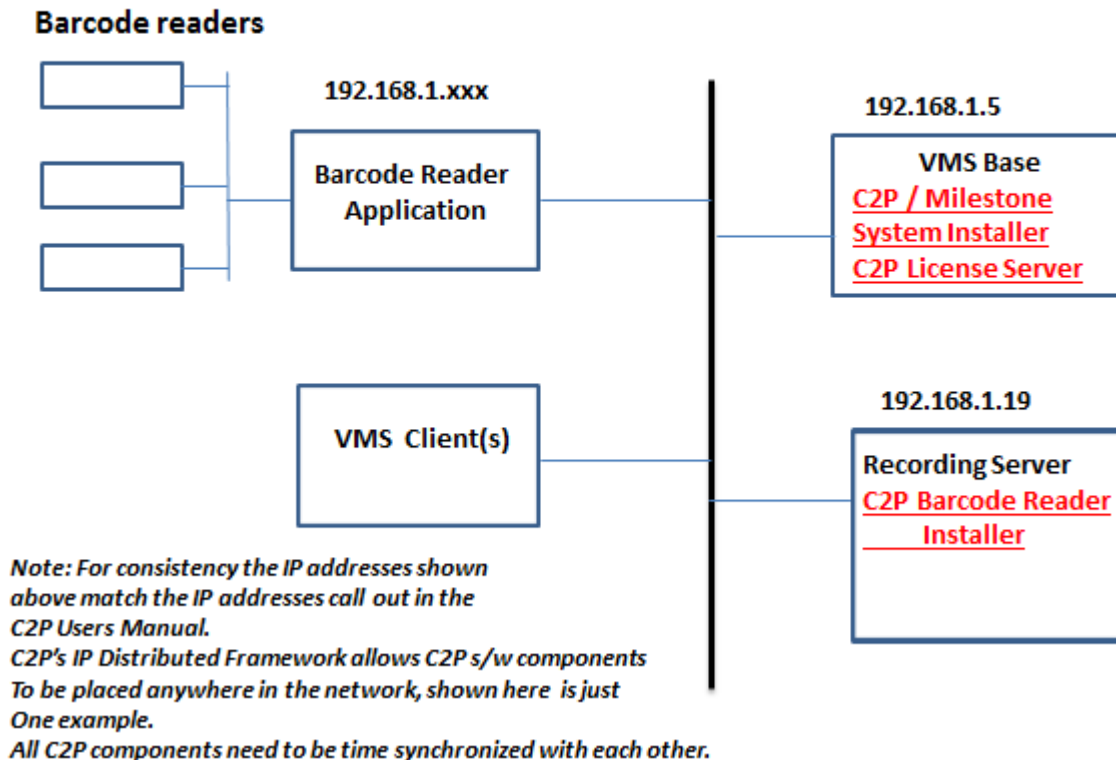 Barcode readers
192.168.1.xxx
Barcode Reader
Application
192.168.1.5
VMS Base
C2P / Milestone
System Installer
C2P License Server
VMS Client(s)
192.168.1.19
Recording Server
C2P Barcode Reader
Installer
Note: For consistency the IP addresses shown
above match the IP addresses call out in the
C2P Users Manual.
C2P's IP Distributed Framework allows C2P s/w components
To be placed anywhere in the network, shown here is just
One example.
All C2P components need to be time synchronized with each other.